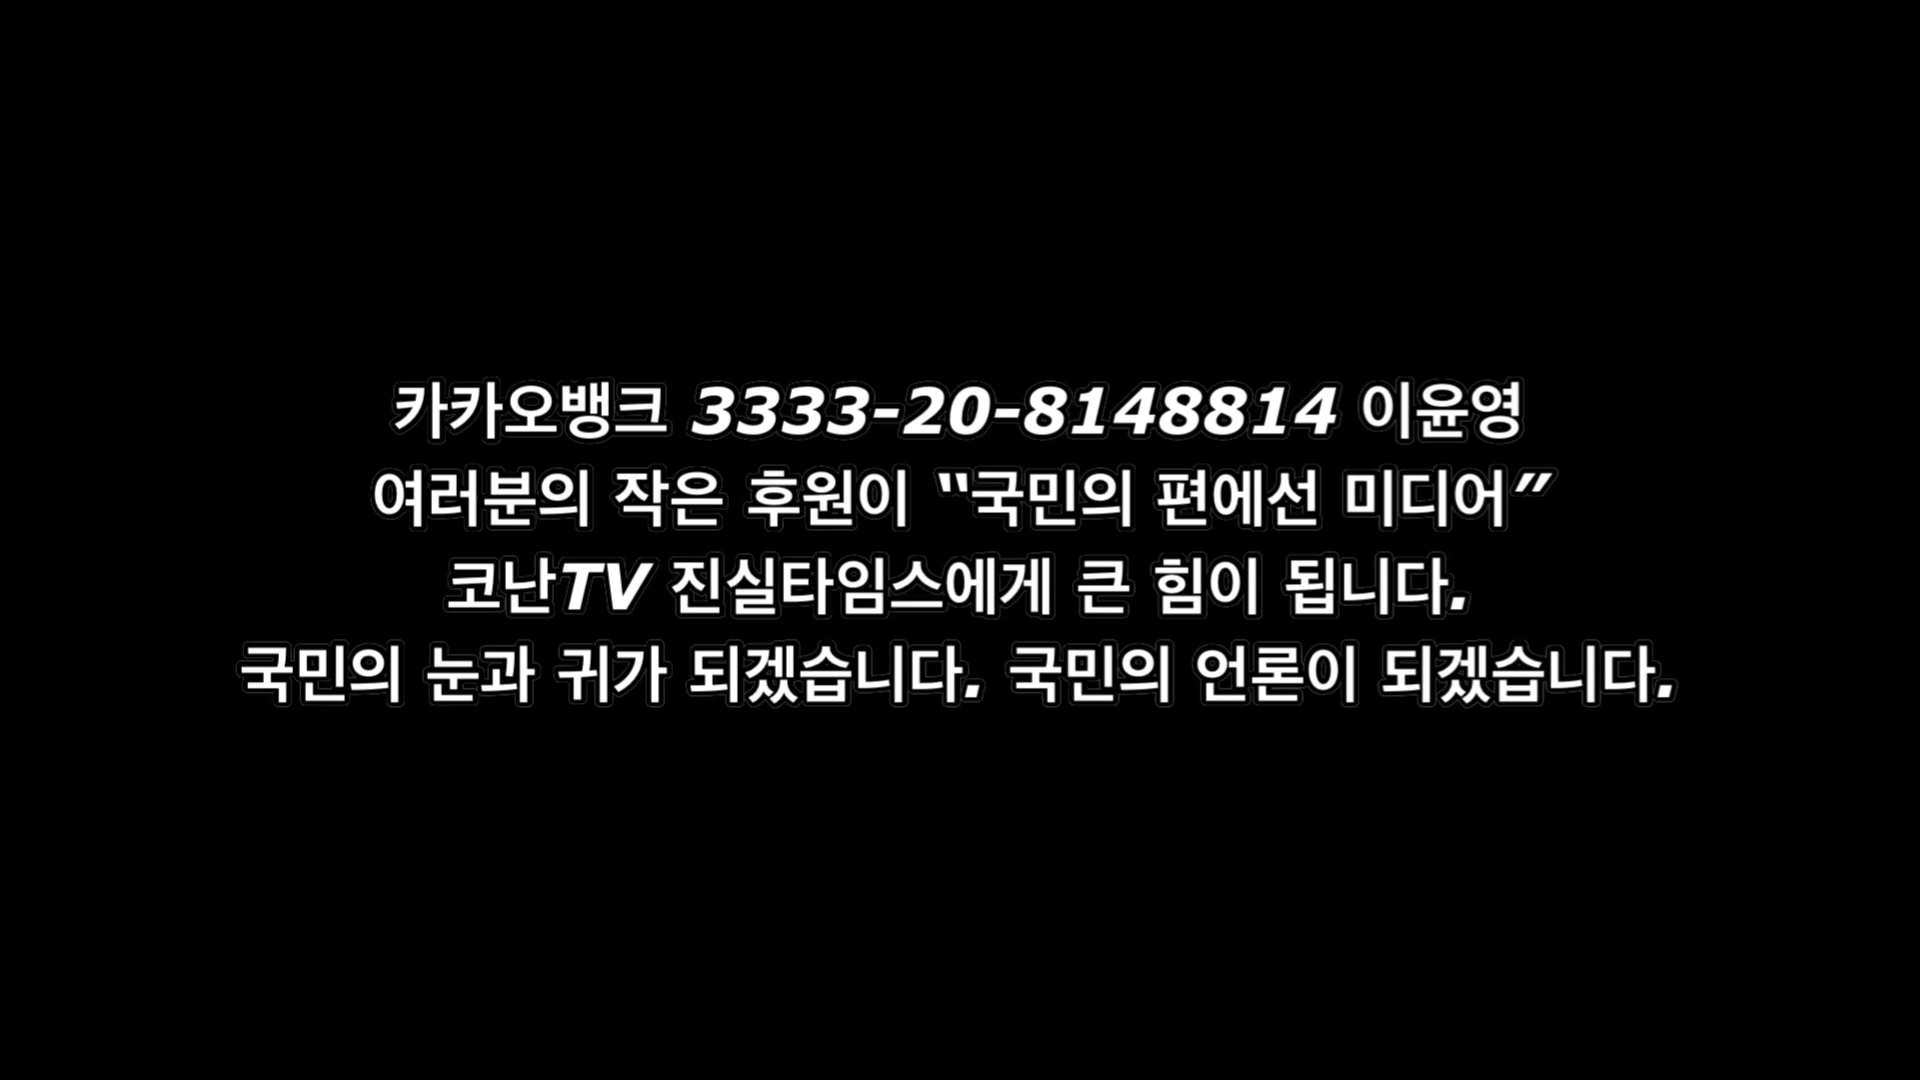 카카오뱅크 3333-20-8148814 이윤영
여러분의 작은 후원이 “국민의 편에선 미디어”
코난TV 진실타임스에게 큰 힘이 됩니다.
국민의 눈과 귀가 되겠습니다. 국민의 언론이 되겠습니다.